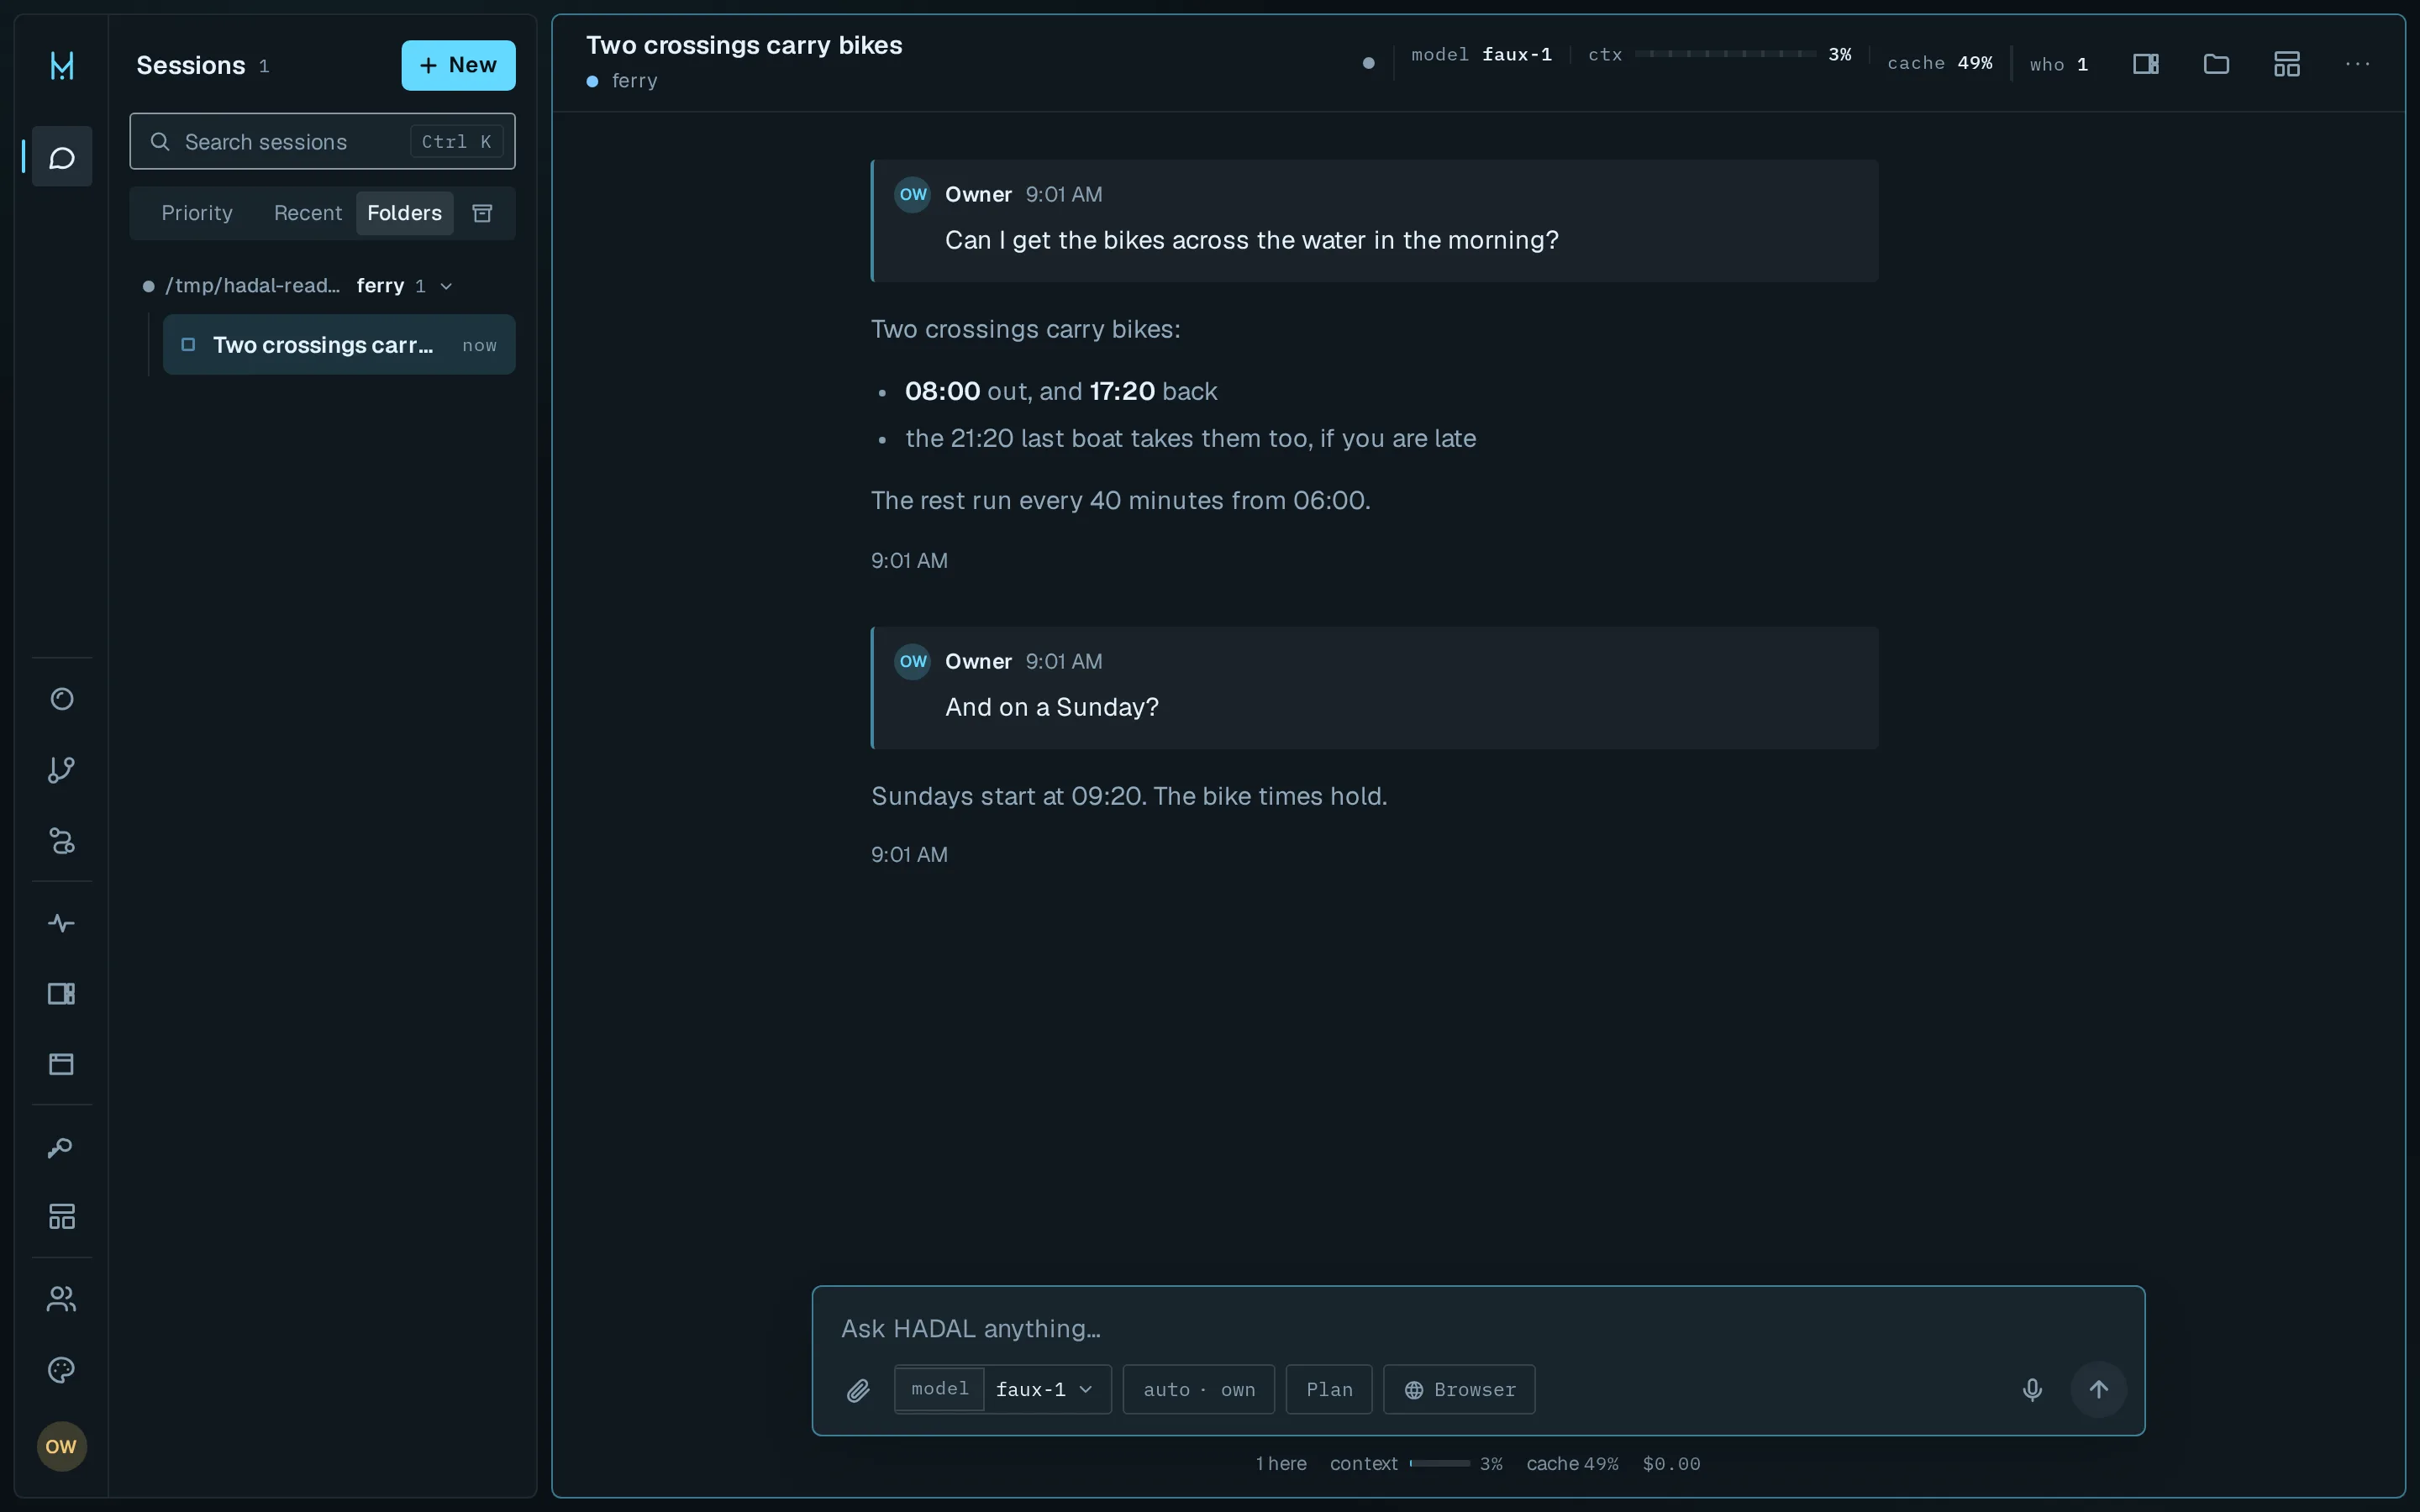 Sessions 1
+ New
Search sessions Ctrl K
Priority Recent Folders
/tmp/hadal-read… ferry 1
Two crossings carr… now
OW
Two crossings carry bikes
ferry
model faux-1 ctx 3% cache 49% who 1 ···
OW Owner 9:01 AM
Can I get the bikes across the water in the morning?
Two crossings carry bikes:
• 08:00 out, and 17:20 back
• the 21:20 last boat takes them too, if you are late
The rest run every 40 minutes from 06:00.
9:01 AM
OW Owner 9:01 AM
And on a Sunday?
Sundays start at 09:20. The bike times hold.
9:01 AM
Ask HADAL anything…
model faux-1 auto · own Plan Browser
1 here context 3% cache 49% $0.00